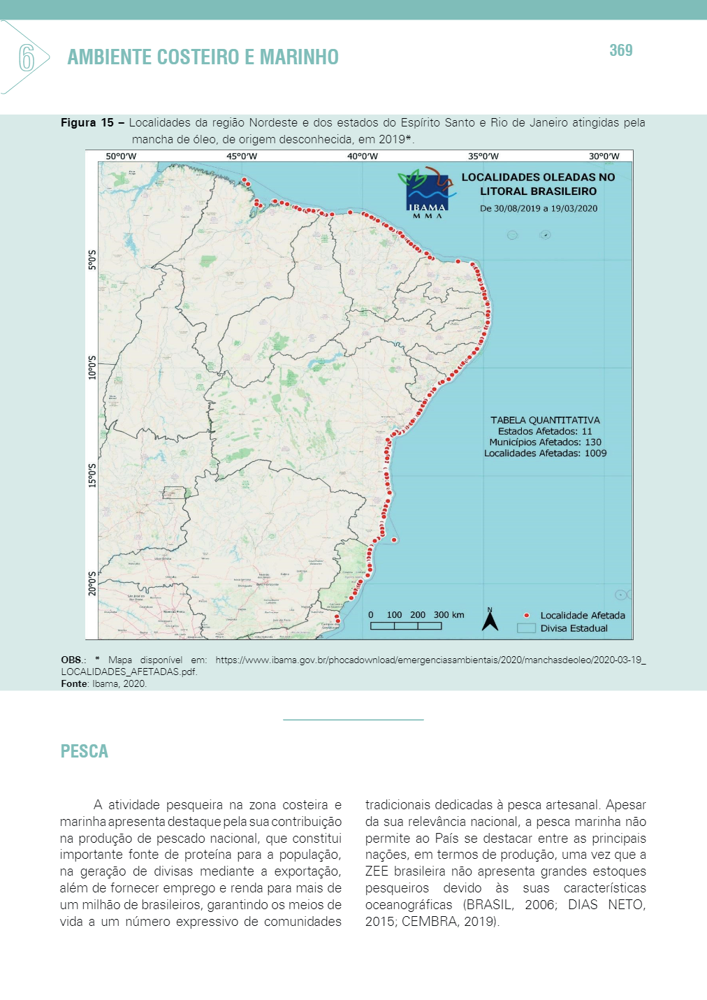 6
AMBIENTE COSTEIRO E MARINHO
369
Figura 15 – Localidades da região Nordeste e dos estados do Espírito Santo e Rio de Janeiro atingidas pela
mancha de óleo, de origem desconhecida, em 2019*.
50°0'W 45°0'W 40°0'W 35°0'W 30°0'W
IBAMA
M M A
LOCALIDADES OLEADAS NO
LITORAL BRASILEIRO
De 30/08/2019 a 19/03/2020
5°0'S
10°0'S
15°0'S
20°0'S
TABELA QUANTITATIVA
Estados Afetados: 11
Municípios Afetados: 130
Localidades Afetadas: 1009
0 100 200 300 km
N
Localidade Afetada
Divisa Estadual
OBS.: * Mapa disponível em: https://www.ibama.gov.br/phocadownload/emergenciasambientais/2020/manchasdeoleo/2020-03-19_
LOCALIDADES_AFETADAS.pdf.
Fonte: Ibama, 2020.
PESCA
A atividade pesqueira na zona costeira e
marinha apresenta destaque pela sua contribuição
na produção de pescado nacional, que constitui
importante fonte de proteína para a população,
na geração de divisas mediante a exportação,
além de fornecer emprego e renda para mais de
um milhão de brasileiros, garantindo os meios de
vida a um número expressivo de comunidades
tradicionais dedicadas à pesca artesanal. Apesar
da sua relevância nacional, a pesca marinha não
permite ao País se destacar entre as principais
nações, em termos de produção, uma vez que a
ZEE brasileira não apresenta grandes estoques
pesqueiros devido às suas características
oceanográficas (BRASIL, 2006; DIAS NETO,
2015; CEMBRA, 2019).